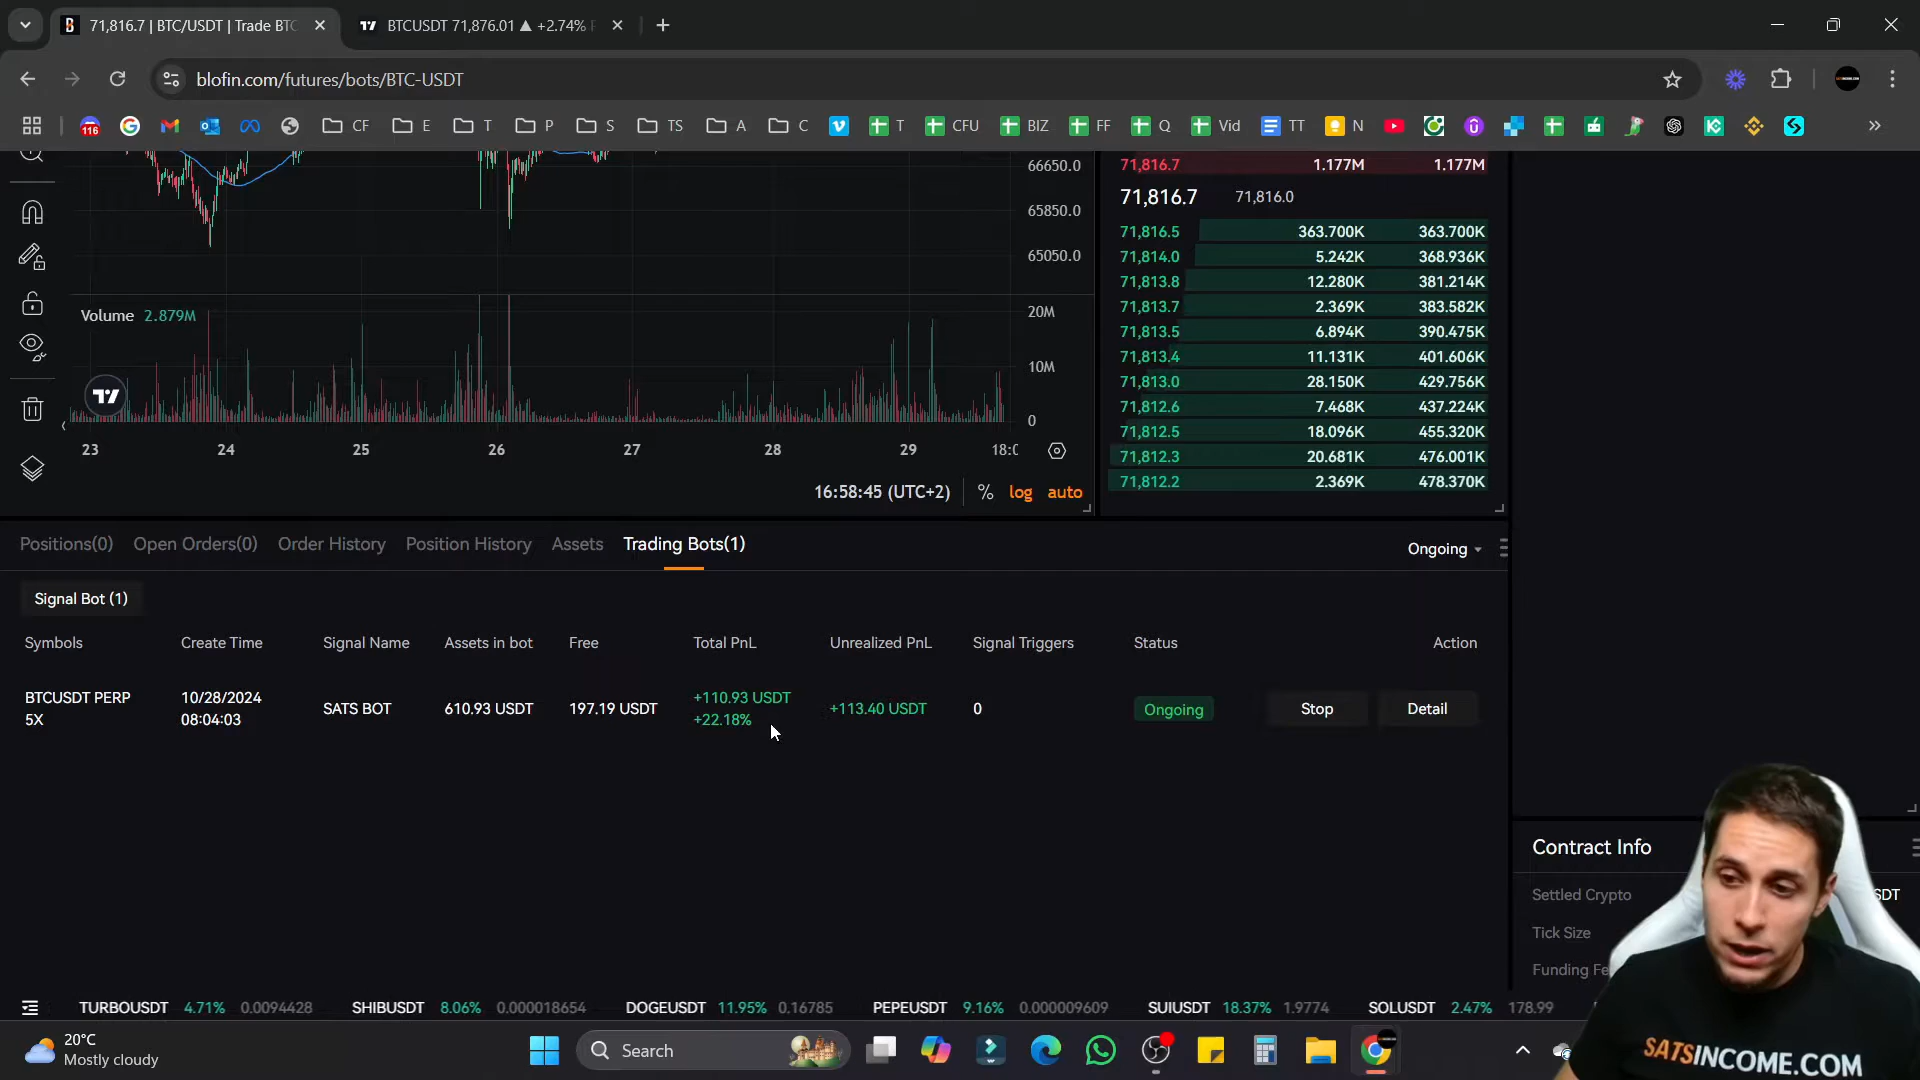 71,816.7 | BTC/USDT | Trade BTC
BTCUSDT 71,876.01 ▲ +2.74%
blofin.com/futures/bots/BTC-USDT
116
CF
E
T
P
S
TS
A
C
T
CFU
BIZ
FF
Q
Vid
TT
N
66650.0
65850.0
65050.0
Volume 2.879M
20M
10M
0
23 24 25 26 27 28 29 18:0
16:58:45 (UTC+2) % log auto
71,816.7 1.177M 1.177M
71,816.7 71,816.0
71,816.5 363.700K 363.700K
71,814.0 5.242K 368.936K
71,813.8 12.280K 381.214K
71,813.7 2.369K 383.582K
71,813.5 6.894K 390.475K
71,813.4 11.131K 401.606K
71,813.0 28.150K 429.756K
71,812.6 7.468K 437.224K
71,812.5 18.096K 455.320K
71,812.3 20.681K 476.001K
71,812.2 2.369K 478.370K
Positions(0) Open Orders(0) Order History Position History Assets Trading Bots(1) Ongoing
Signal Bot (1)
Symbols Create Time Signal Name Assets in bot Free Total PnL Unrealized PnL Signal Triggers Status Action
BTCUSDT PERP 10/28/2024 +110.93 USDT
SATS BOT 610.93 USDT 197.19 USDT +113.40 USDT 0 Ongoing Stop Detail
5X 08:04:03 +22.18%
Contract Info
Settled Crypto SDT
Tick Size
Funding Fe
TURBOUSDT 4.71% 0.0094428 SHIBUSDT 8.06% 0.000018654 DOGEUSDT 11.95% 0.16785 PEPEUSDT 9.16% 0.000009609 SUIUSDT 18.37% 1.9774 SOLUSDT 2.47% 178.99
20°C
Mostly cloudy
Search
SATSINCOME.COM